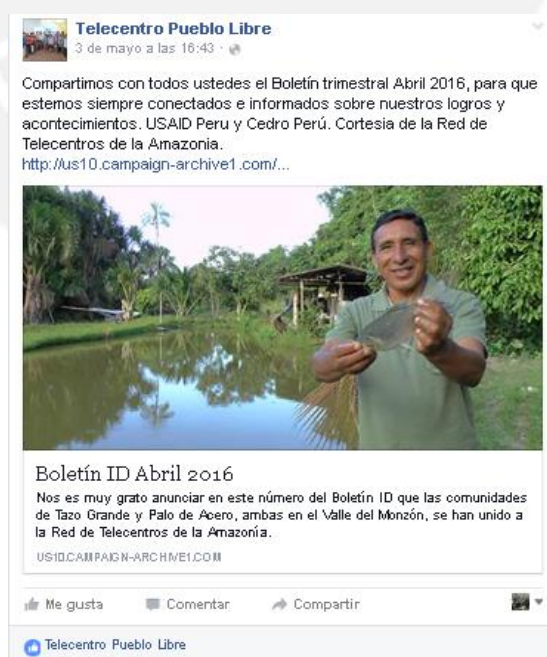 Telecentro Pueblo Libre
3 de mayo a las 16:43 ·
Compartimos con todos ustedes el Boletín trimestral Abril 2016, para que
estemos siempre conectados e informados sobre nuestros logros y
acontecimientos. USAID Peru y Cedro Perú. Cortesia de la Red de
Telecentros de la Amazonia.
http://us10.campaign-archive1.com/...
Boletín ID Abril 2016
Nos es muy grato anunciar en este número del Boletín ID que las comunidades
de Tazo Grande y Palo de Acero, ambas en el Valle del Monzón, se han unido a
la Red de Telecentros de la Amazonía.
US10.CAMPAIGN-ARCHIVE1.COM
Me gusta Comentar Compartir
Telecentro Pueblo Libre